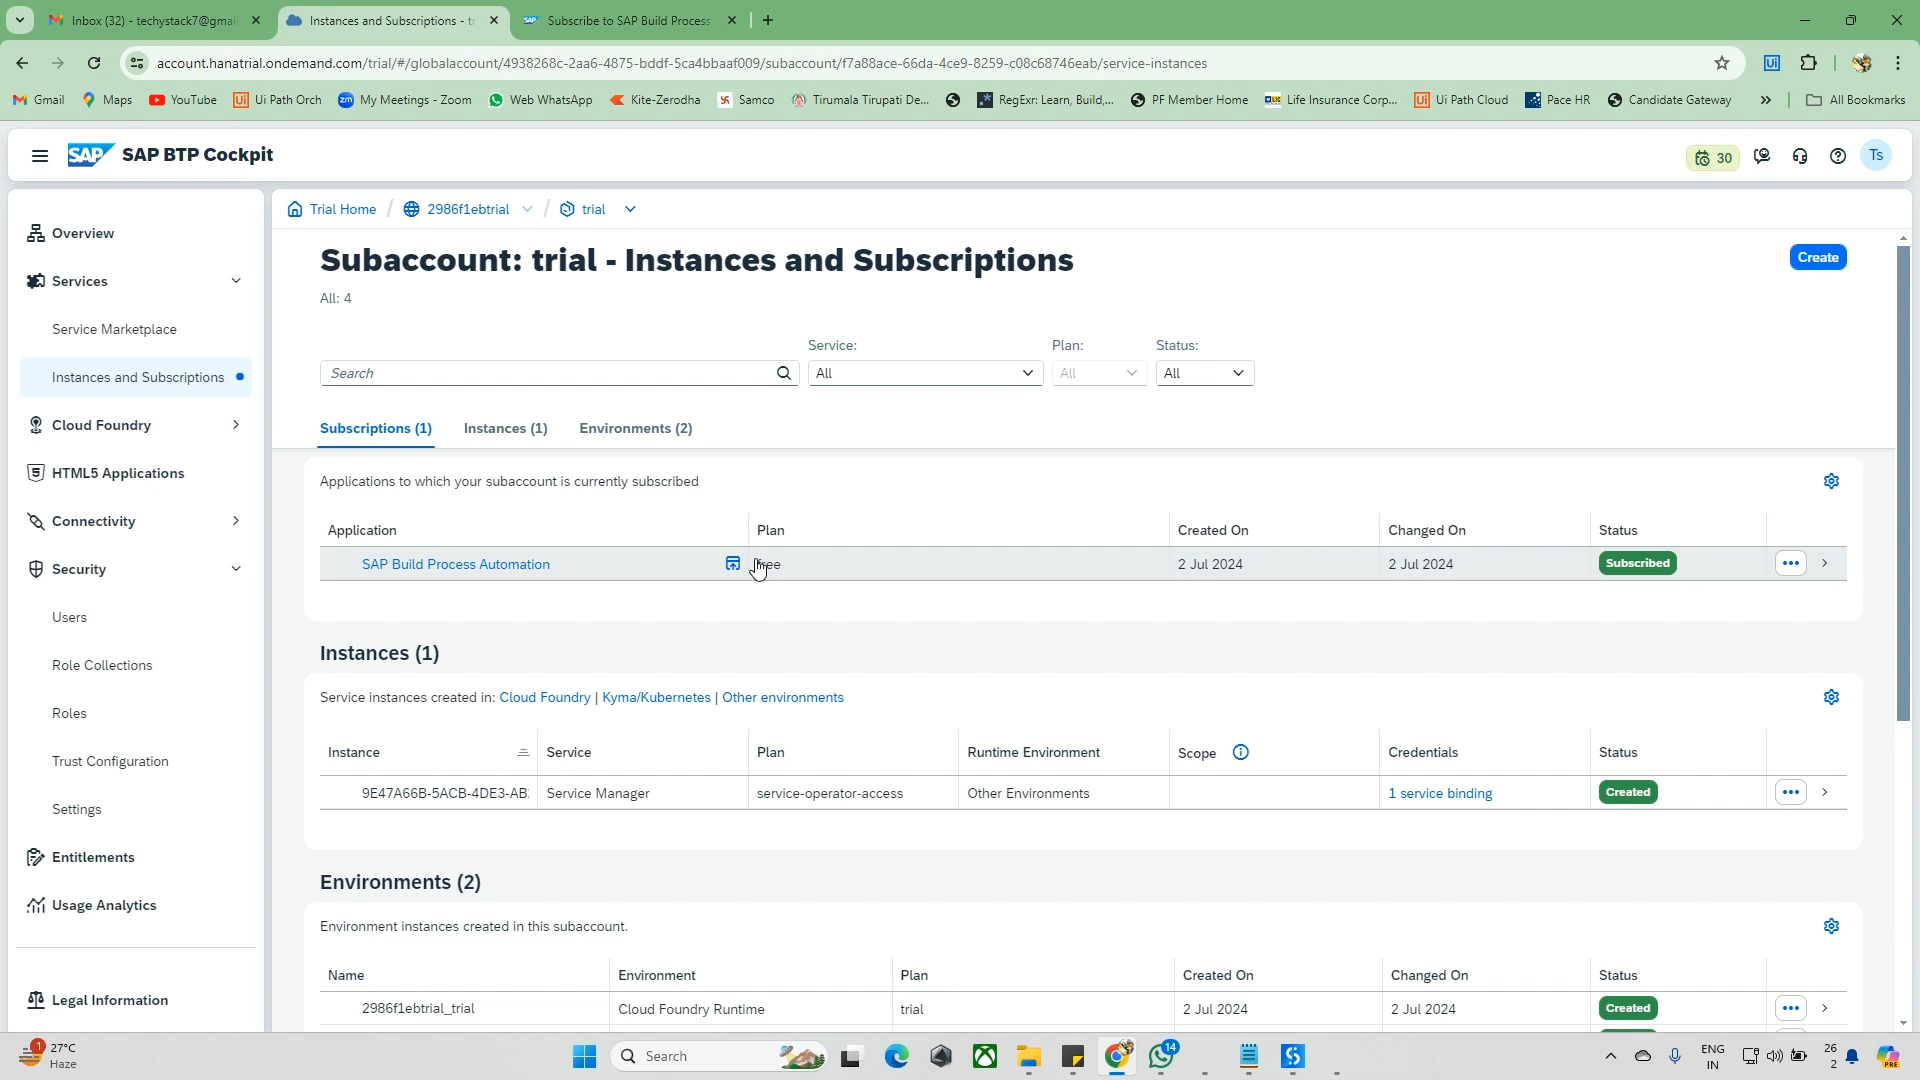 Inbox (32) - techystack7@gmail
Instances and Subscriptions - tr
Subscribe to SAP Build Process
account.hanatrial.ondemand.com/trial/#/globalaccount/4938268c-2aa6-4875-bddf-5ca4bbaaf009/subaccount/f7a88ace-66da-4ce9-8259-c08c68746eab/service-instances
Gmail Maps YouTube Ui Path Orch My Meetings - Zoom Web WhatsApp Kite-Zerodha Samco Tirumala Tirupati De... RegExr: Learn, Build,... PF Member Home Life Insurance Corp... Ui Path Cloud Pace HR Candidate Gateway All Bookmarks
SAP SAP BTP Cockpit
30
Ts
Overview
Services
Service Marketplace
Instances and Subscriptions
Cloud Foundry
HTML5 Applications
Connectivity
Security
Users
Role Collections
Roles
Trust Configuration
Settings
Entitlements
Usage Analytics
Legal Information
Trial Home / 2986f1ebtrial / trial
Subaccount: trial - Instances and Subscriptions
Create
All: 4
Service: Plan: Status:
Search All All All
Subscriptions (1) Instances (1) Environments (2)
Applications to which your subaccount is currently subscribed
Application Plan Created On Changed On Status
SAP Build Process Automation free 2 Jul 2024 2 Jul 2024 Subscribed
Instances (1)
Service instances created in: Cloud Foundry | Kyma/Kubernetes | Other environments
Instance Service Plan Runtime Environment Scope Credentials Status
9E47A66B-5ACB-4DE3-AB: Service Manager service-operator-access Other Environments 1 service binding Created
Environments (2)
Environment instances created in this subaccount.
Name Environment Plan Created On Changed On Status
2986f1ebtrial_trial Cloud Foundry Runtime trial 2 Jul 2024 2 Jul 2024 Created
1
27°C
Haze
Search
14
ENG
IN
26
2
PRE